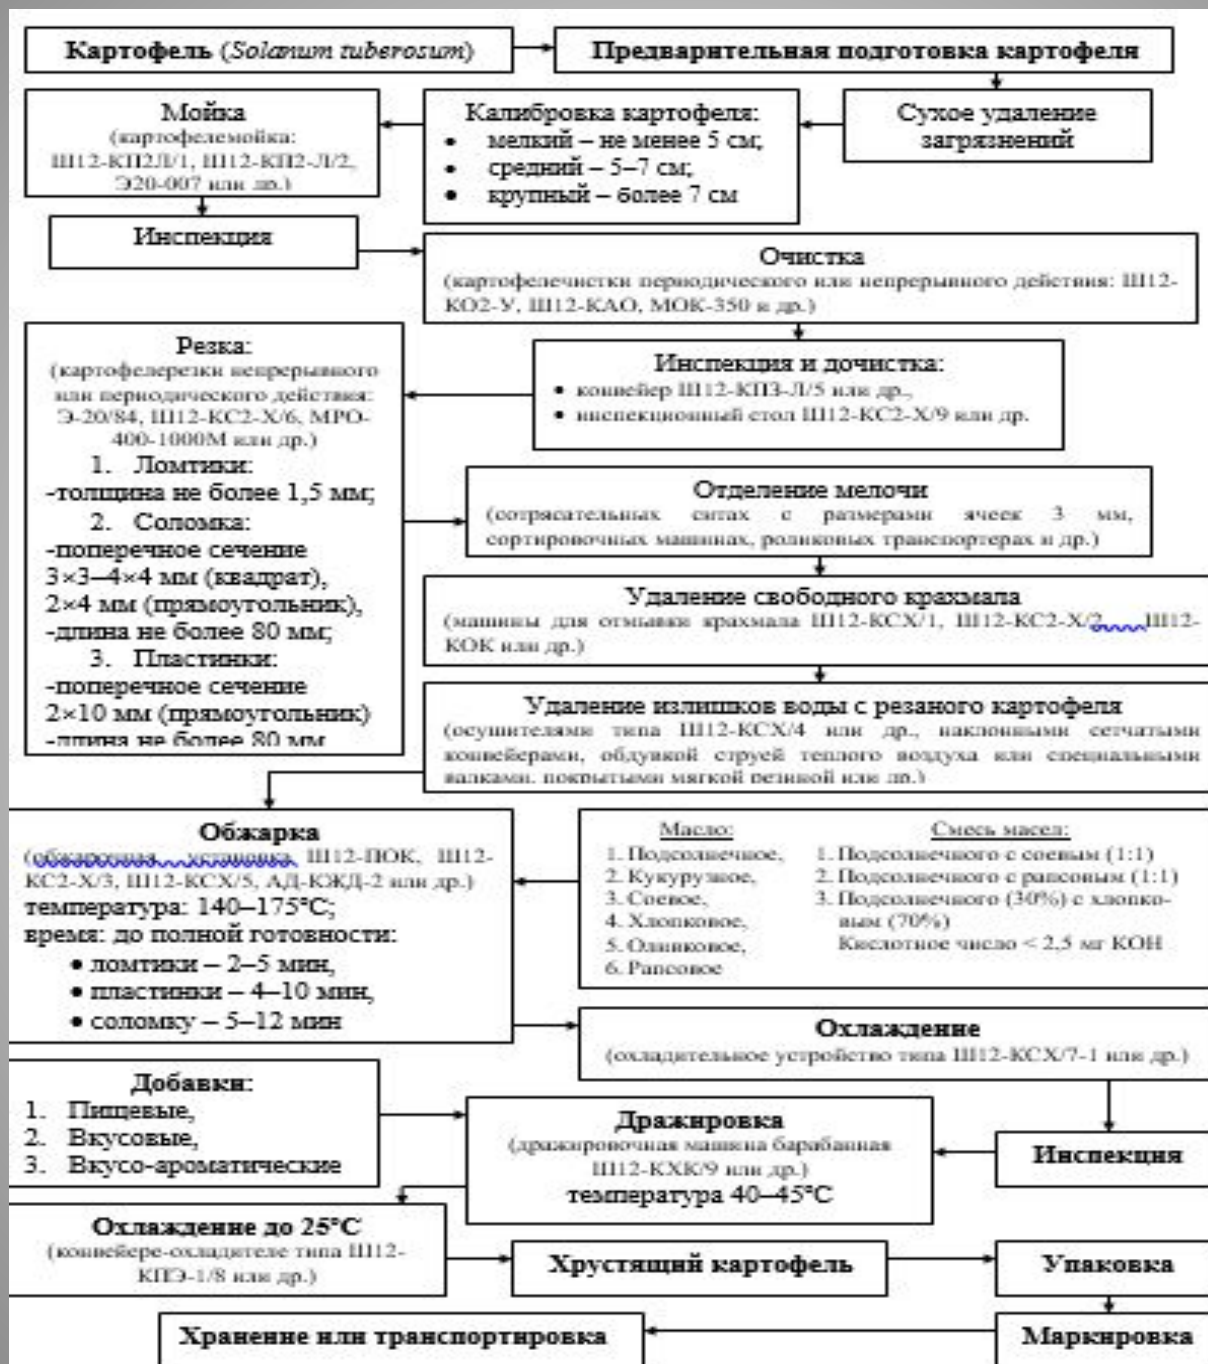 Картофель (Solanum tuberosum)
Предварительная подготовка картофеля
Сухое удаление
загрязнений
Калибровка картофеля:
• мелкий – не менее 5 см;
• средний – 5–7 см;
• крупный – более 7 см
Мойка
(картофелемойка:
Ш12-КП2Л/1, Ш12-КП2-Л/2,
Э20-007 или др.)
Инспекция
Очистка
(картофелечистки периодического или непрерывного действия: Ш12-
КО2-У, Ш12-КАО, МОК-350 и др.)
Инспекция и дочистка:
• конвейер Ш12-КПЗ-Л/5 или др.,
• инспекционный стол Ш12-КС2-Х/9 или др.
Резка:
(картофелерезки непрерывного
или периодического действия:
Э-20/84, Ш12-КС2-Х/6, МРО-
400-1000М или др.)
1. Ломтики:
-толщина не более 1,5 мм;
2. Соломка:
-поперечное сечение
3×3–4×4 мм (квадрат),
2×4 мм (прямоугольник),
-длина не более 80 мм;
3. Пластинки:
-поперечное сечение
2×10 мм (прямоугольник)
-длина не более 80 мм
Отделение мелочи
(сотрясательных ситах с размерами ячеек 3 мм,
сортировочных машинах, роликовых транспортерах и др.)
Удаление свободного крахмала
(машины для отмывки крахмала Ш12-КСХ/1, Ш12-КС2-Х/2 Ш12-
КОК или др.)
Удаление излишков воды с резаного картофеля
(осушителями типа Ш12-КСХ/4 или др., наклонными сетчатыми
конвейерами, обдувкой струей теплого воздуха или специальными
валками, покрытыми мягкой резиной или др.)
Обжарка
(обжарочная установка Ш12-ПОК, Ш12-
КС2-Х/3, Ш12-КСХ/5, АД-КЖД-2 или др.)
температура: 140–175°С;
время: до полной готовности:
• ломтики – 2–5 мин,
• пластинки – 4–10 мин,
• соломку – 5–12 мин
Масло:
1. Подсолнечное,
2. Кукурузное,
3. Соевое,
4. Хлопковое,
5. Оливковое,
6. Рапсовое
Смесь масел:
1. Подсолнечного с соевым (1:1)
2. Подсолнечного с рапсовым (1:1)
3. Подсолнечного (30%) с хлопко-
вым (70%)
Кислотное число < 2,5 мг КОН
Охлаждение
(охладительное устройство типа Ш12-КСХ/7-1 или др.)
Инспекция
Добавки:
1. Пищевые,
2. Вкусовые,
3. Вкусо-ароматические
Дражировка
(дражировочная машина барабанная
Ш12-КХК/9 или др.)
температура 40–45°С
Охлаждение до 25°С
(конвейере-охладителе типа Ш12-
КПЭ-1/8 или др.)
Хрустящий картофель
Упаковка
Маркировка
Хранение или транспортировка